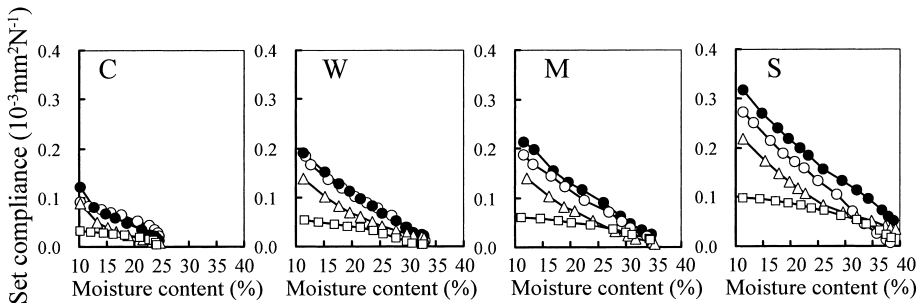 Set compliance (10⁻³mm²N⁻¹)
C
W
M
S
0.4 0.4 0.4 0.4
0.3 0.3 0.3 0.3
0.2 0.2 0.2 0.2
0.1 0.1 0.1 0.1
0.0 0.0 0.0 0.0
10 15 20 25 30 35 40 10 15 20 25 30 35 40 10 15 20 25 30 35 40 10 15 20 25 30 35 40
Moisture content (%) Moisture content (%) Moisture content (%) Moisture content (%)